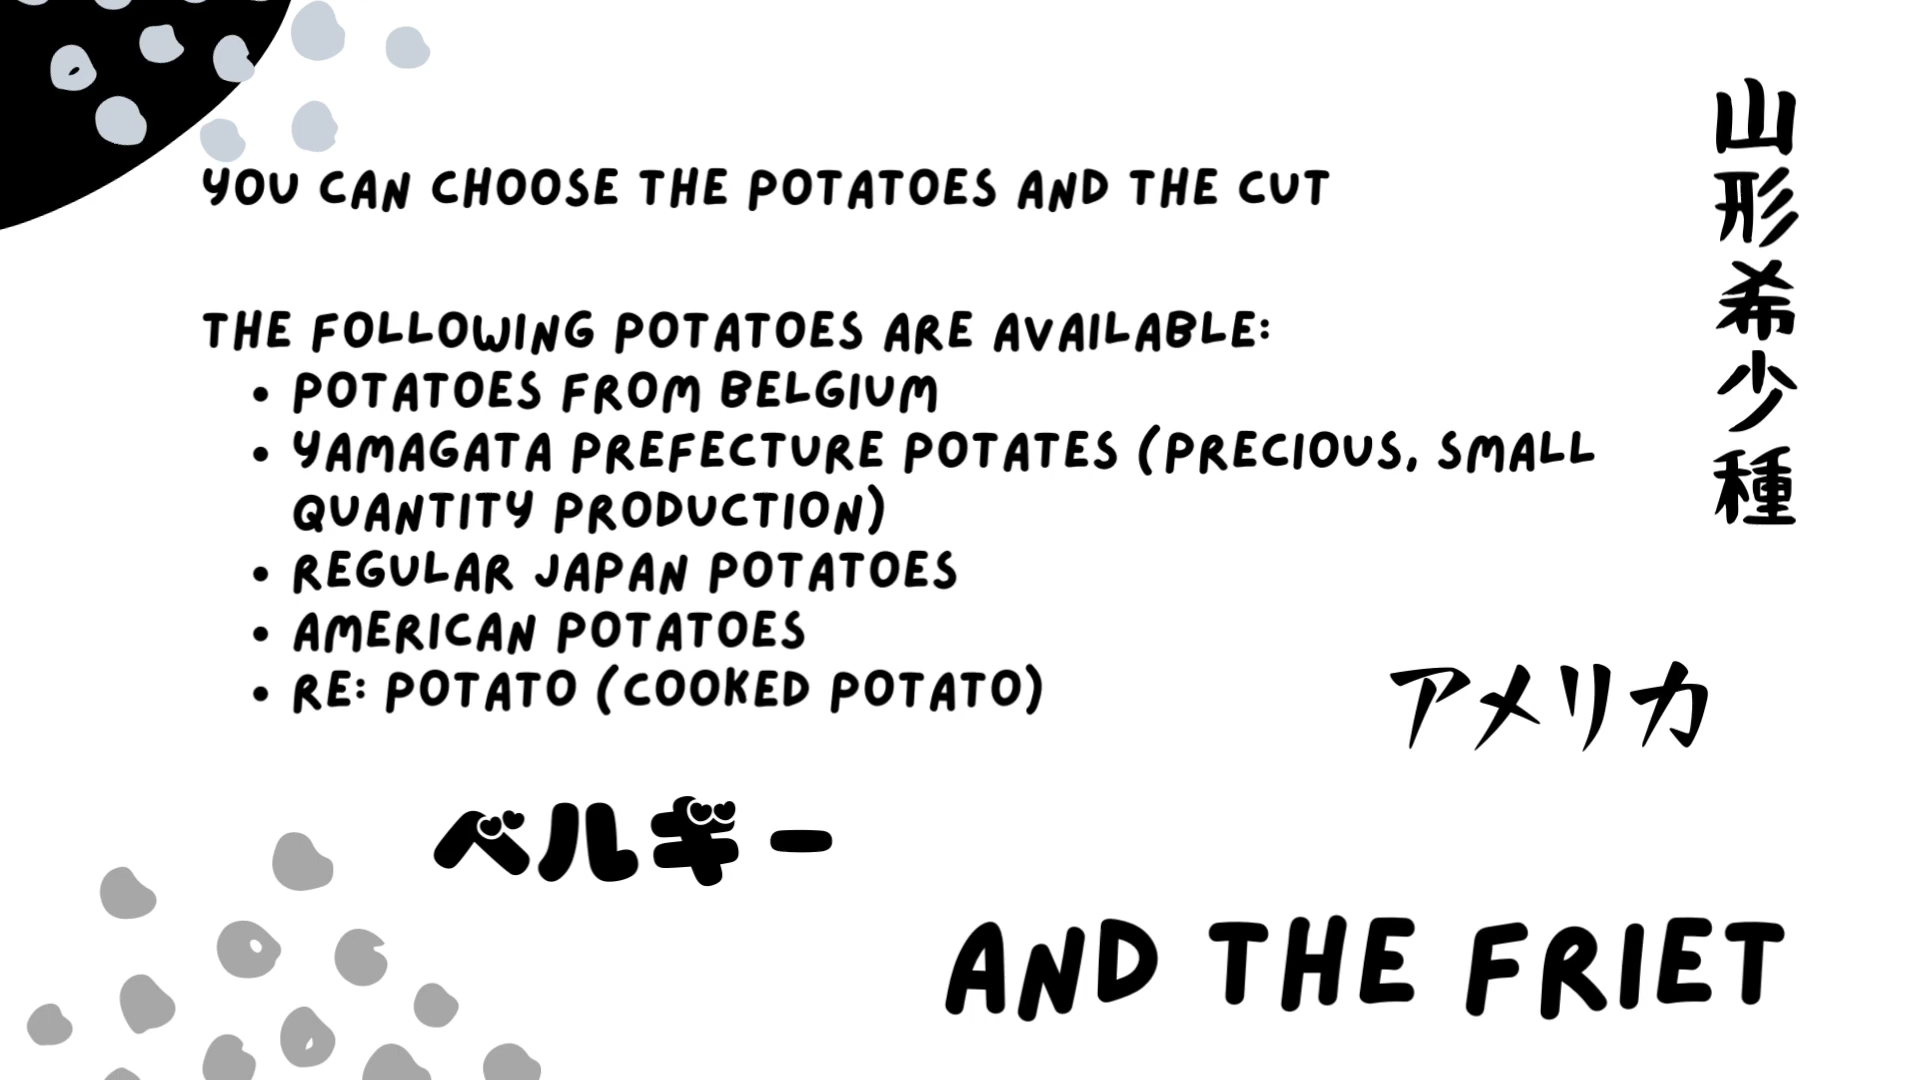 YOU CAN CHOOSE THE POTATOES AND THE CUT
THE FOLLOWING POTATOES ARE AVAILABLE:
• POTATOES FROM BELGIUM
• YAMAGATA PREFECTURE POTATES (PRECIOUS, SMALL
QUANTITY PRODUCTION)
• REGULAR JAPAN POTATOES
• AMERICAN POTATOES
• RE: POTATO (COOKED POTATO)
山形希少種
アメリカ
ベルギー
AND THE FRIET